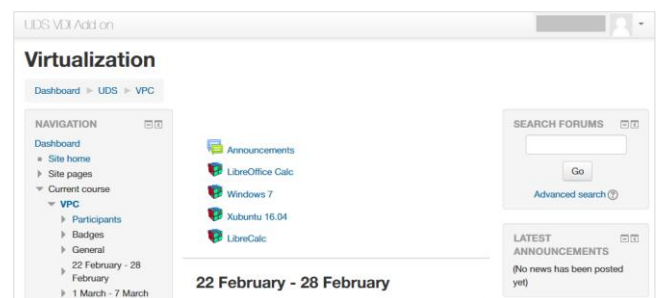 UDS VDI Add on
Virtualization
Dashboard ▶ UDS ▶ VPC
NAVIGATION
Dashboard
Site home
Site pages
Current course
VPC
Participants
Badges
General
22 February - 28
February
1 March - 7 March
Announcements
LibreOffice Calc
Windows 7
Xubuntu 16.04
LibreCalc
22 February - 28 February
SEARCH FORUMS
Go
Advanced search
LATEST
ANNOUNCEMENTS
(No news has been posted
yet)